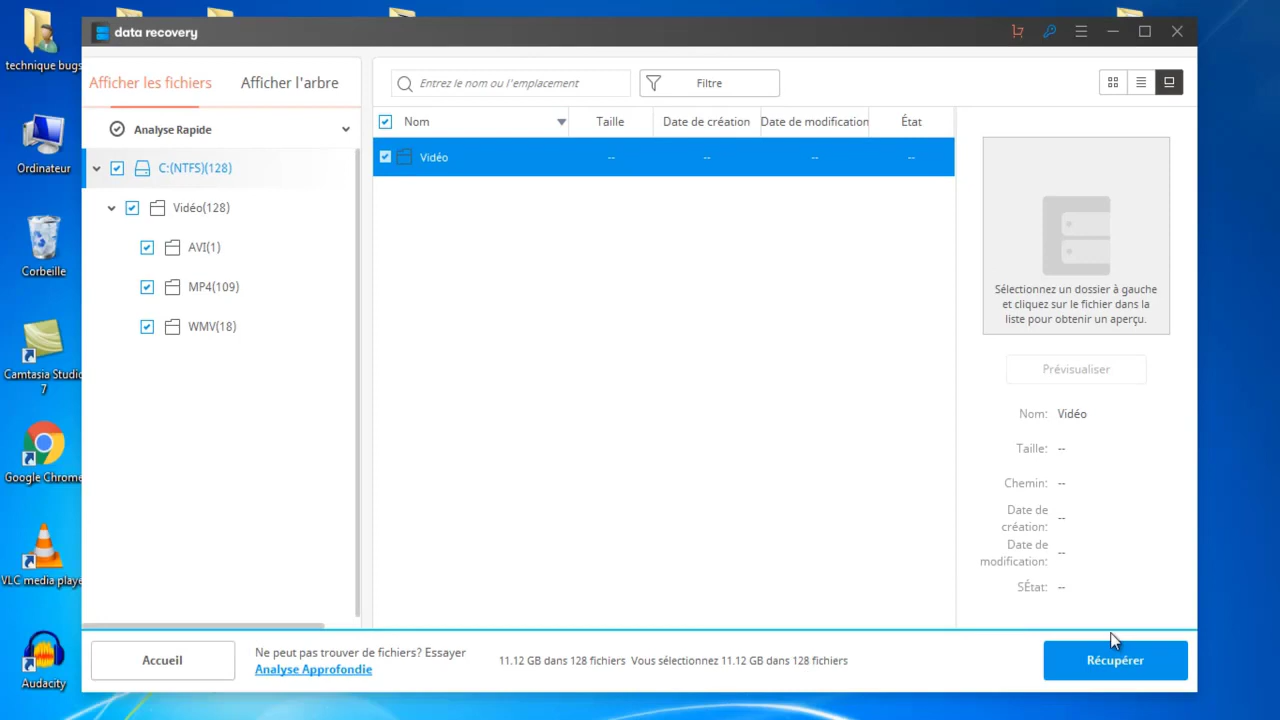 technique bugs
Ordinateur
Corbeille
Camtasia Studio
7
Google Chrome
VLC media playe
Audacity
data recovery
Afficher les fichiers
Afficher l'arbre
Analyse Rapide
C:(NTFS)(128)
Vidéo(128)
AVI(1)
MP4(109)
WMV(18)
Entrez le nom ou l'emplacement
Filtre
Nom
Taille
Date de création
Date de modification
État
Vidéo -- -- -- --
Sélectionnez un dossier à gauche
et cliquez sur le fichier dans la
liste pour obtenir un aperçu.
Prévisualiser
Nom: Vidéo
Taille: --
Chemin: --
Date de
création: --
Date de
modification: --
SÊtat: --
Accueil
Ne peut pas trouver de fichiers? Essayer
Analyse Approfondie
11.12 GB dans 128 fichiers Vous sélectionnez 11.12 GB dans 128 fichiers
Récupérer